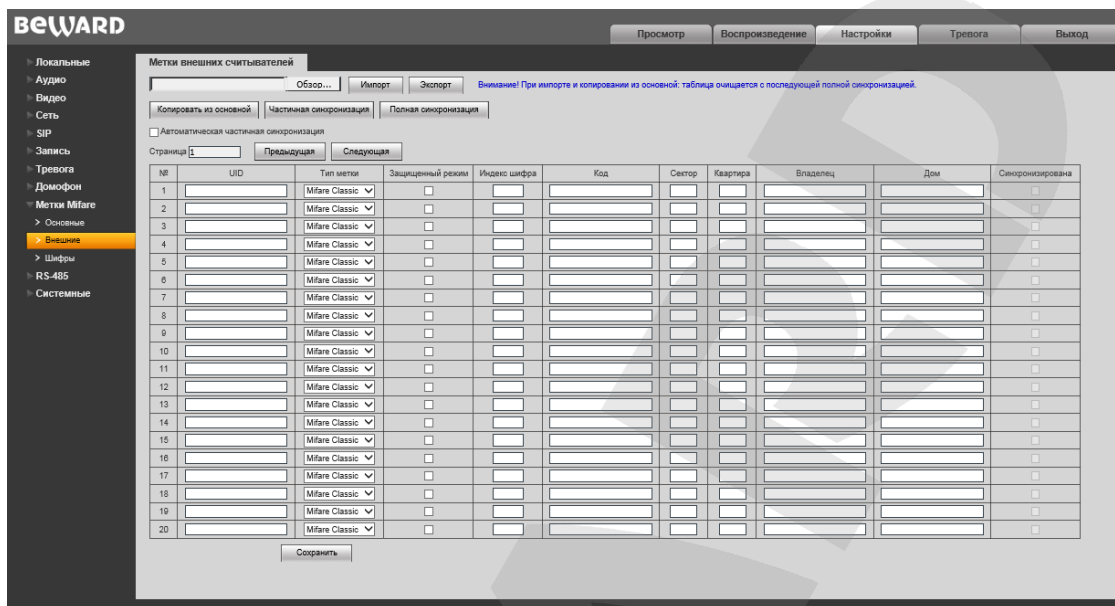 BEWARD
Просмотр Воспроизведение Настройки Тревога Выход
Локальные
Аудио
Видео
Сеть
SIP
Запись
Тревога
Домофон
Метки Mifare
> Основные
> Внешние
> Шифры
RS-485
Системные
Метки внешних считывателей
Обзор... Импорт Экспорт Внимание! При импорте и копировании из основной: таблица очищается с последующей полной синхронизацией.
Копировать из основной Частичная синхронизация Полная синхронизация
Автоматическая частичная синхронизация
Страница 1 Предыдущая Следующая
№ UID Тип метки Защищенный режим Индекс шифра Код Сектор Квартира Владелец Дом Синхронизирована
1 Mifare Classic
2 Mifare Classic
3 Mifare Classic
4 Mifare Classic
5 Mifare Classic
6 Mifare Classic
7 Mifare Classic
8 Mifare Classic
9 Mifare Classic
10 Mifare Classic
11 Mifare Classic
12 Mifare Classic
13 Mifare Classic
14 Mifare Classic
15 Mifare Classic
16 Mifare Classic
17 Mifare Classic
18 Mifare Classic
19 Mifare Classic
20 Mifare Classic
Сохранить